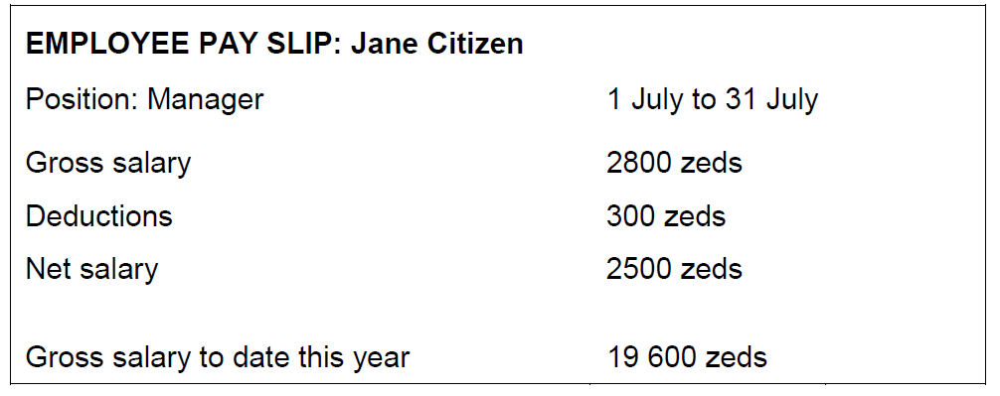 EMPLOYEE PAY SLIP: Jane Citizen
Position: Manager 1 July to 31 July
Gross salary 2800 zeds
Deductions 300 zeds
Net salary 2500 zeds
Gross salary to date this year 19 600 zeds